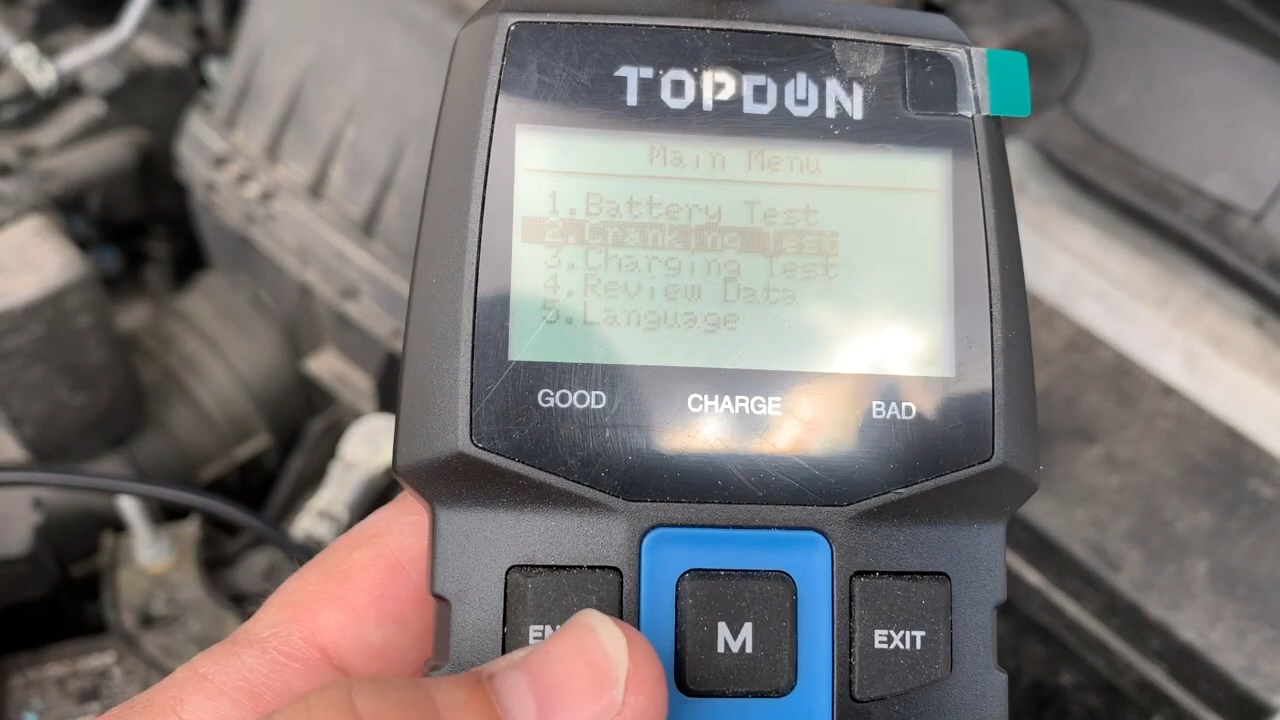 TOPDON
Main Menu
1.Battery Test
2.Cranking Test
3.Charging Test
4.Review Data
5.Language
GOOD CHARGE BAD
EN M EXIT